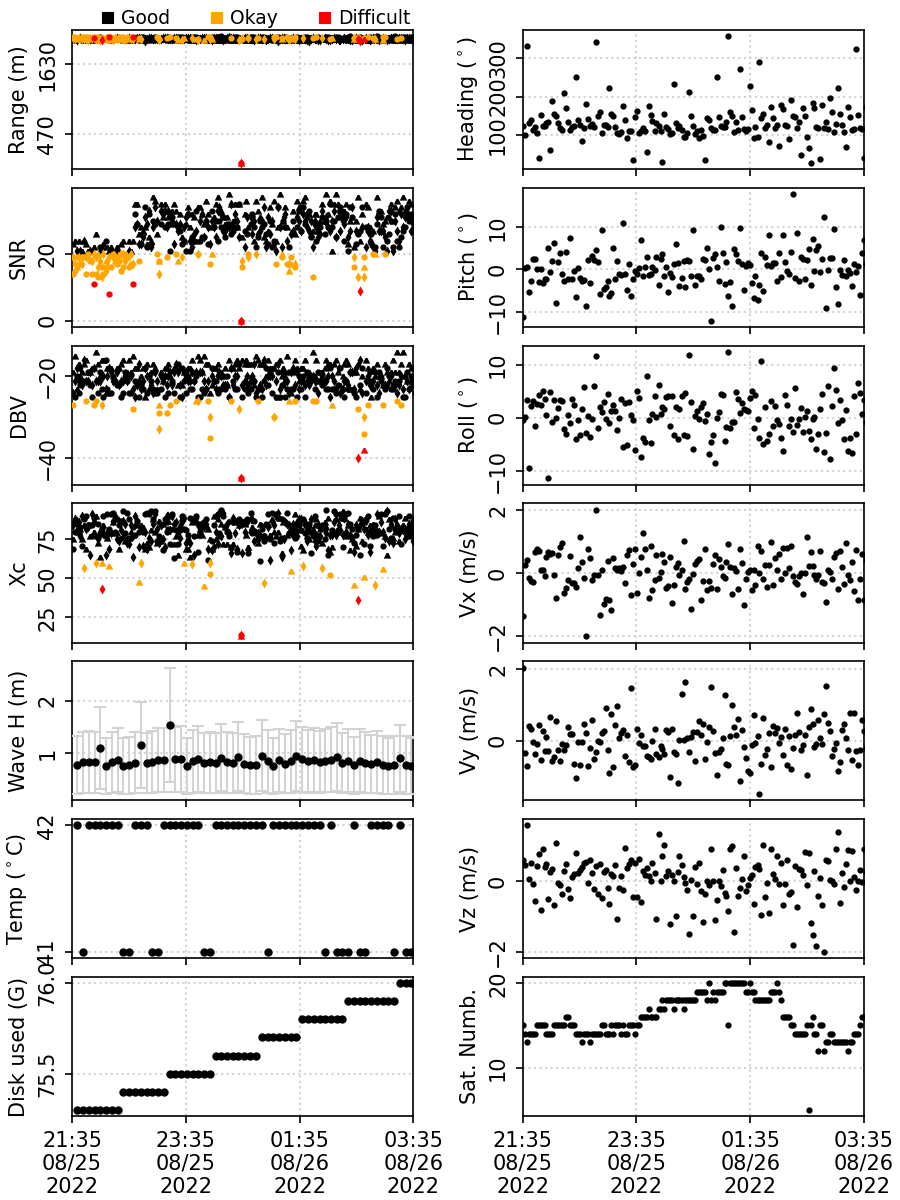 Good Okay Difficult
Range (m)
1630
470
SNR
20
0
DBV
−20
−40
Xc
75
50
25
Wave H (m)
2
1
Temp (°C)
42
41
Disk used (G)
76.0
75.5
21:35 23:35 01:35 03:35
08/25 08/25 08/26 08/26
2022 2022 2022 2022
Heading (°)
300
200
100
Pitch (°)
10
0
−10
Roll (°)
10
0
−10
Vx (m/s)
2
0
−2
Vy (m/s)
2
0
Vz (m/s)
0
−2
Sat. Numb.
20
10
21:35 23:35 01:35 03:35
08/25 08/25 08/26 08/26
2022 2022 2022 2022